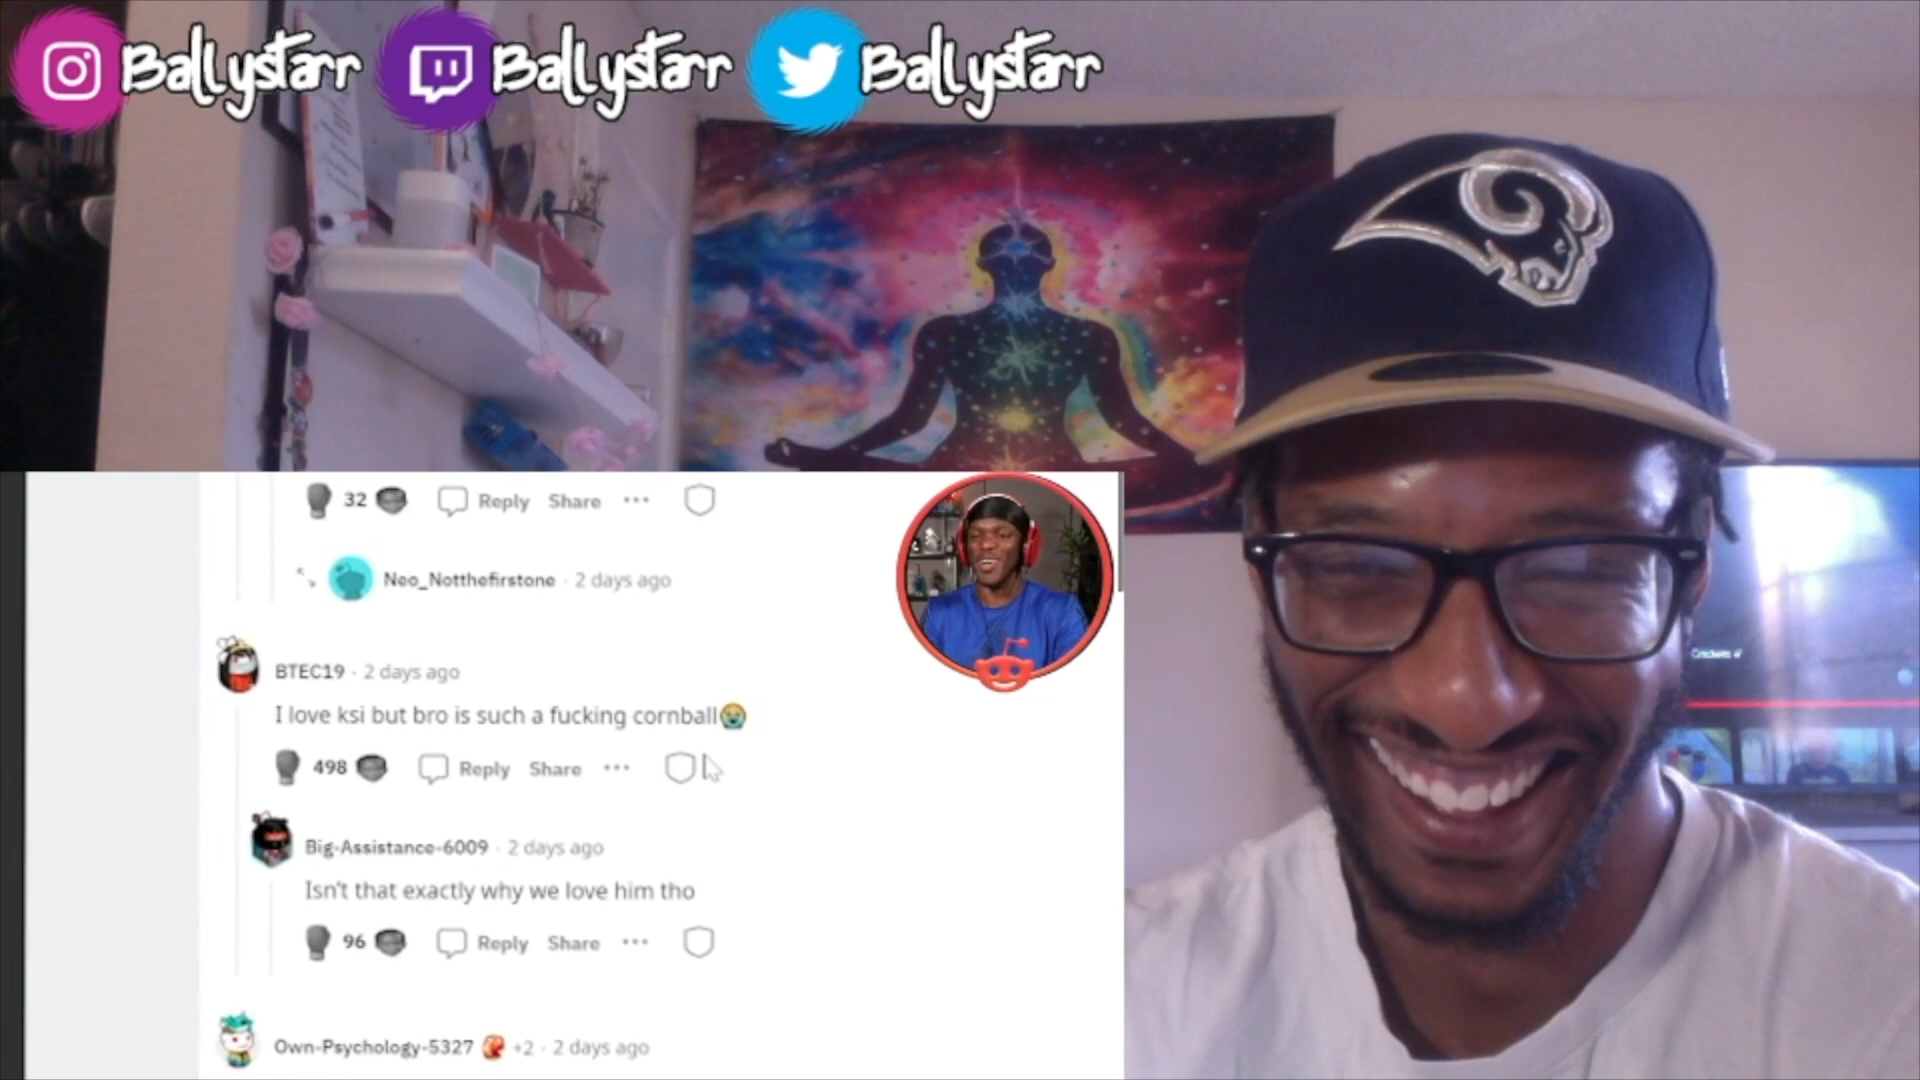 Ballystarr Ballystarr Ballystarr
32 Reply Share
Neo_Notthefirstone · 2 days ago
BTEC19 · 2 days ago
I love ksi but bro is such a fucking cornball😭
498 Reply Share
Big-Assistance-6009 · 2 days ago
Isn't that exactly why we love him tho
96 Reply Share
Own-Psychology-5327 +2 · 2 days ago